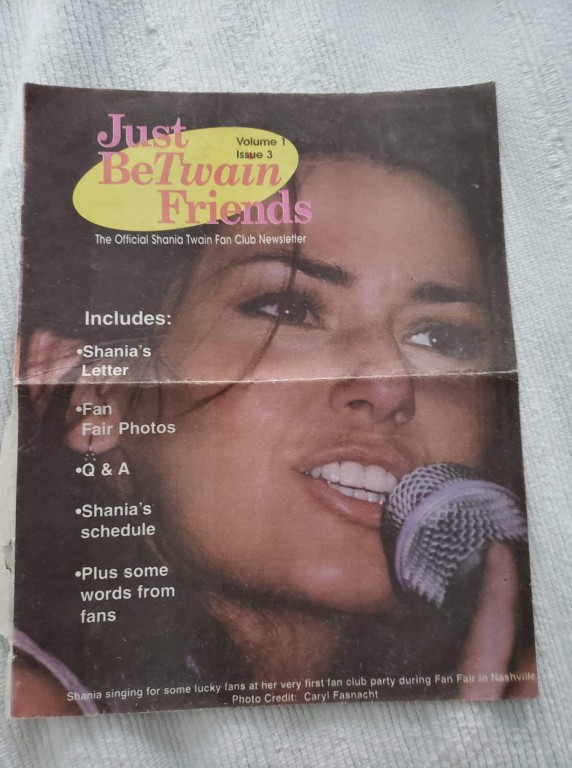 Just
Volume 1
Issue 3
BeTwain
Friends
The Official Shania Twain Fan Club Newsletter
Includes:
•Shania's
Letter
•Fan
Fair Photos
•Q & A
•Shania's
schedule
•Plus some
words from
fans
Shania singing for some lucky fans at her very first fan club party during Fan Fair in Nashville
Photo Credit: Caryl Fasnacht